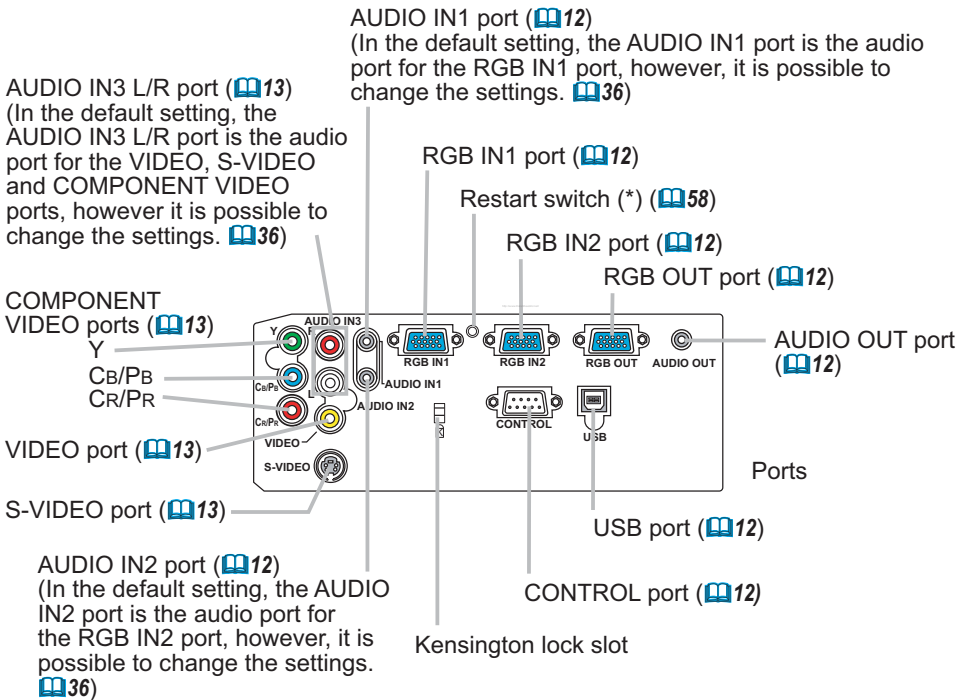 AUDIO IN1 port (12)
(In the default setting, the AUDIO IN1 port is the audio
port for the RGB IN1 port, however, it is possible to
change the settings. 36)
AUDIO IN3 L/R port (13)
(In the default setting, the
AUDIO IN3 L/R port is the audio
port for the VIDEO, S-VIDEO
and COMPONENT VIDEO
ports, however it is possible to
change the settings. 36)
RGB IN1 port (12)
Restart switch (*) (58)
RGB IN2 port (12)
RGB OUT port (12)
COMPONENT
VIDEO ports (13)
Y
CB/PB
CR/PR
VIDEO port (13)
S-VIDEO port (13)
AUDIO OUT port
(12)
Y
AUDIO IN3
R
CB/PB
L
CR/PR
VIDEO
S-VIDEO
AUDIO IN1
AUDIO IN2
RGB IN1
RGB IN2
RGB OUT
AUDIO OUT
CONTROL
USB
Ports
USB port (12)
CONTROL port (12)
Kensington lock slot
AUDIO IN2 port (12)
(In the default setting, the AUDIO
IN2 port is the audio port for
the RGB IN2 port, however, it is
possible to change the settings.
36)